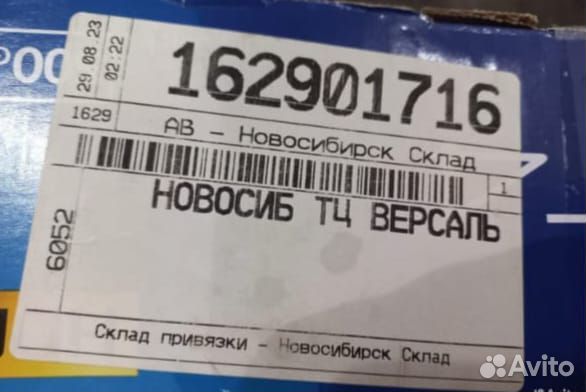 29.08.23
02:22
162901716
1629
АВ - Новосибирск Склад
1
НОВОСИБ ТЦ ВЕРСАЛЬ
6052
Склад привязки - Новосибирск Склад
Avito